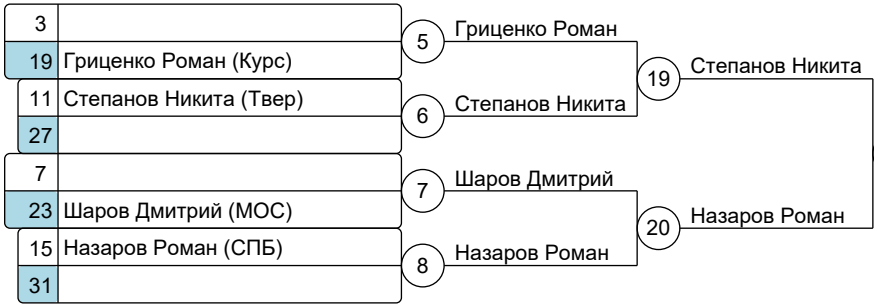 3
19 Гриценко Роман (Курс)
11 Степанов Никита (Твер)
27
7
23 Шаров Дмитрий (МОС)
15 Назаров Роман (СПБ)
31
5 Гриценко Роман
6 Степанов Никита
7 Шаров Дмитрий
8 Назаров Роман
19 Степанов Никита
20 Назаров Роман